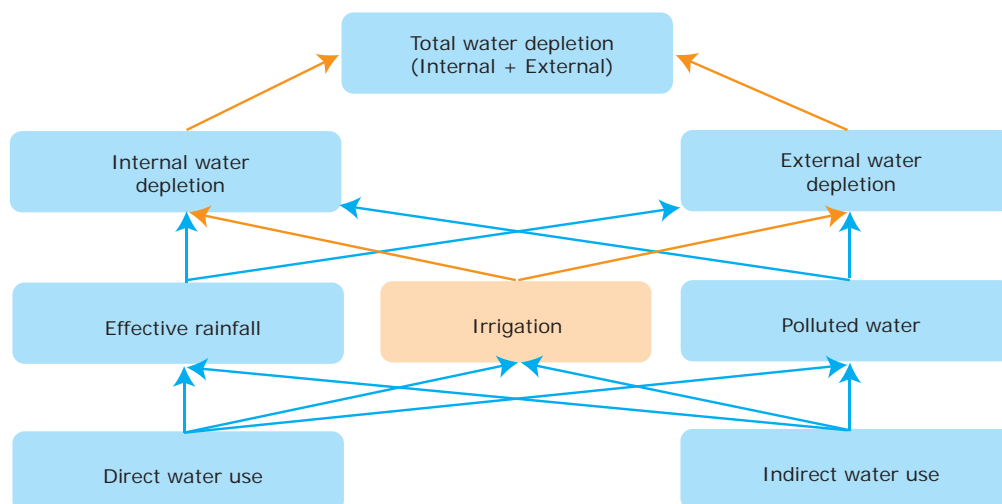 Total water depletion
(Internal + External)
Internal water
depletion
External water
depletion
Effective rainfall
Irrigation
Polluted water
Direct water use
Indirect water use